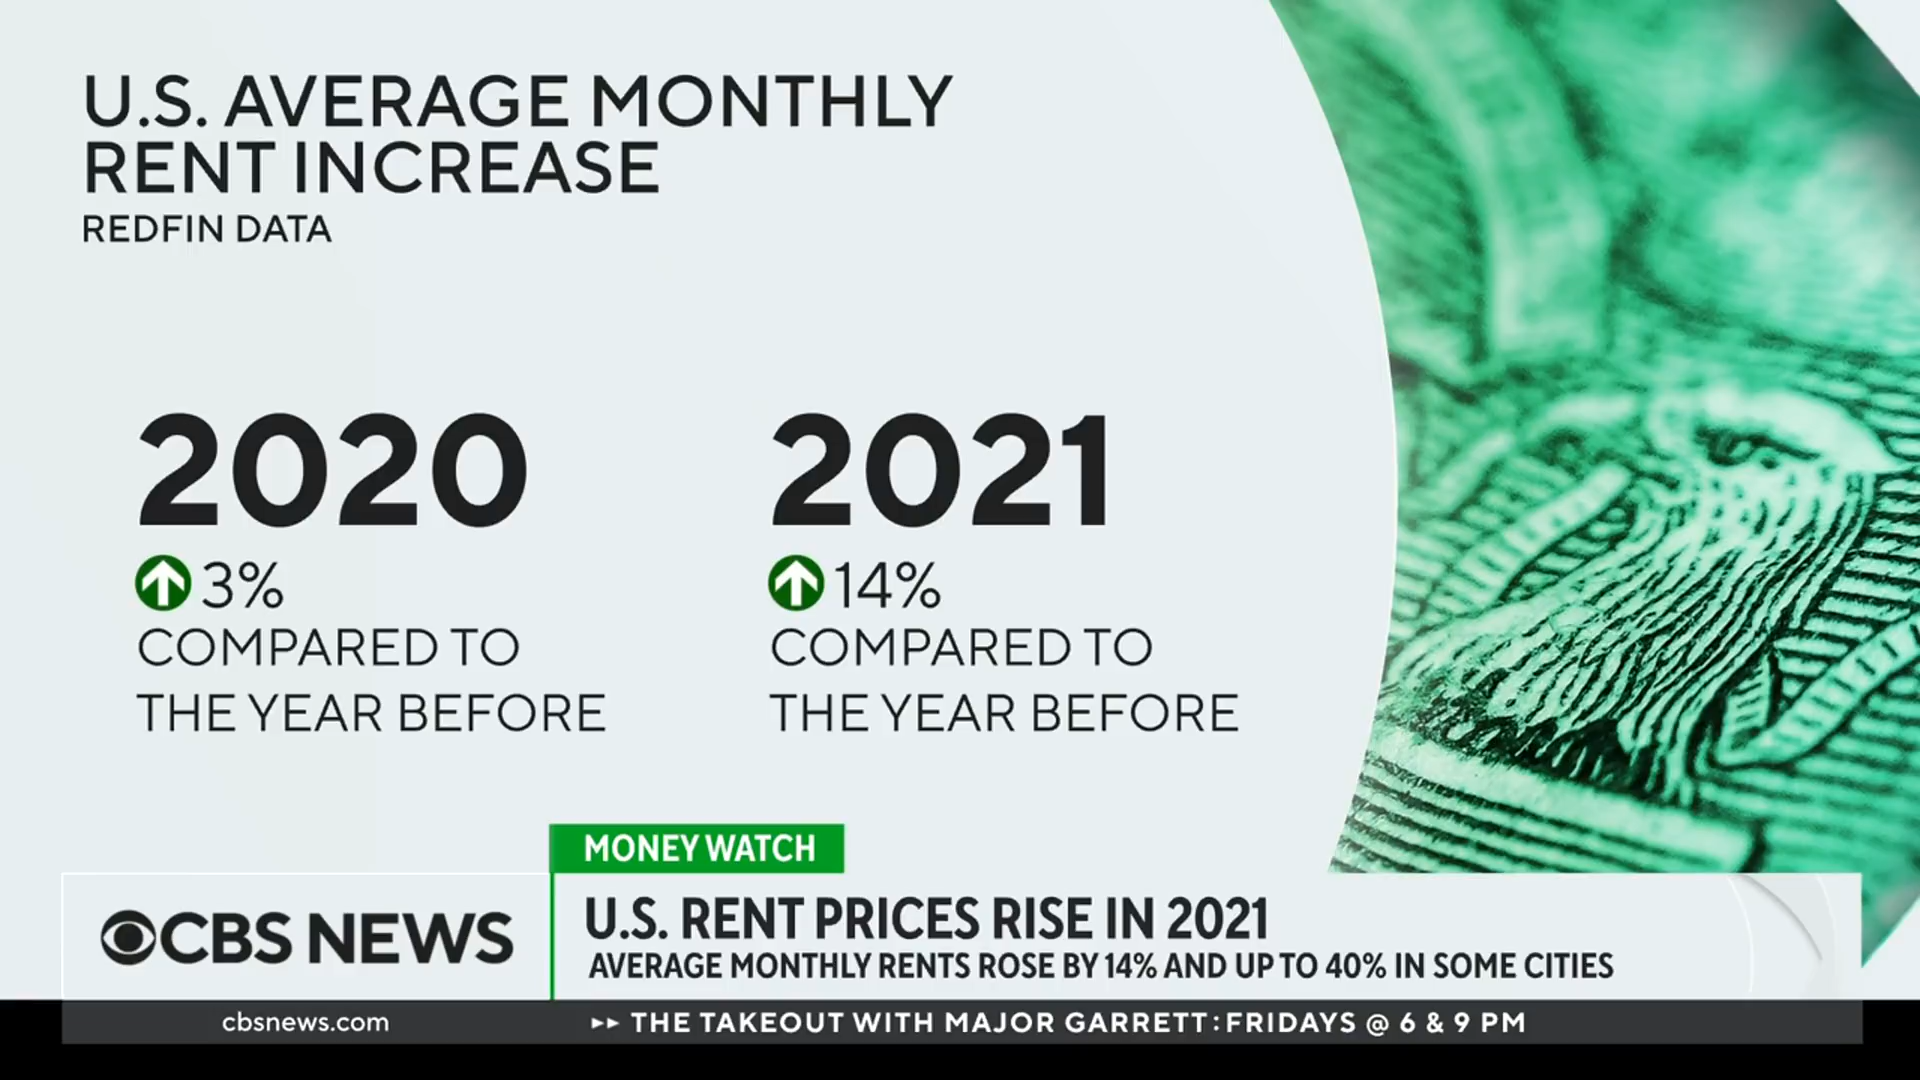 U.S. AVERAGE MONTHLY
RENT INCREASE
REDFIN DATA
2020
3%
COMPARED TO
THE YEAR BEFORE
2021
14%
COMPARED TO
THE YEAR BEFORE
MONEY WATCH
CBS NEWS
U.S. RENT PRICES RISE IN 2021
AVERAGE MONTHLY RENTS ROSE BY 14% AND UP TO 40% IN SOME CITIES
cbsnews.com
THE TAKEOUT WITH MAJOR GARRETT: FRIDAYS @ 6 & 9 PM